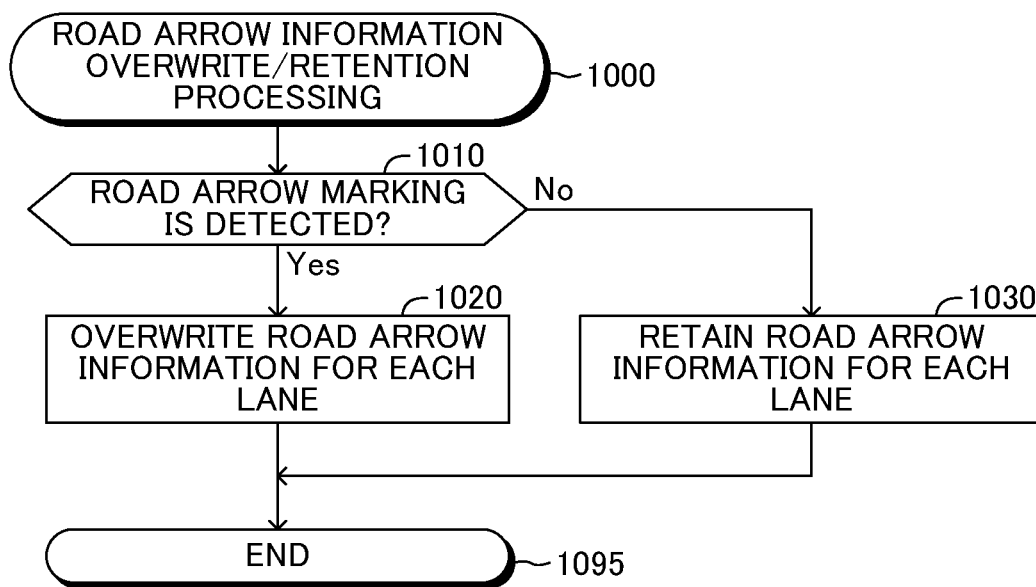 ROAD ARROW INFORMATION
OVERWRITE/RETENTION
PROCESSING
1000
1010
ROAD ARROW MARKING
IS DETECTED?
No
Yes
1020
OVERWRITE ROAD ARROW
INFORMATION FOR EACH
LANE
1030
RETAIN ROAD ARROW
INFORMATION FOR EACH
LANE
END
1095